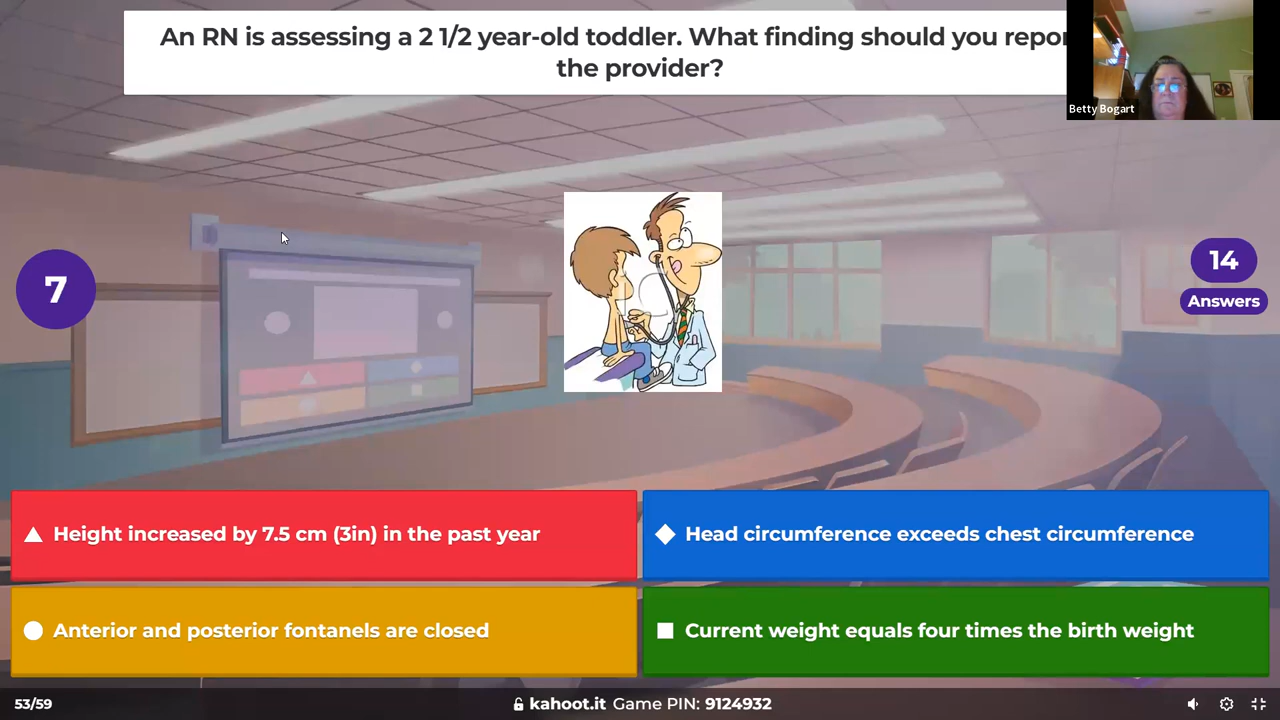 An RN is assessing a 2 1/2 year-old toddler. What finding should you
the provider?
Betty Bogart
7
14
Answers
Height increased by 7.5 cm (3in) in the past year
Head circumference exceeds chest circumference
Anterior and posterior fontanels are closed
Current weight equals four times the birth weight
53/59
kahoot.it Game PIN: 9124932